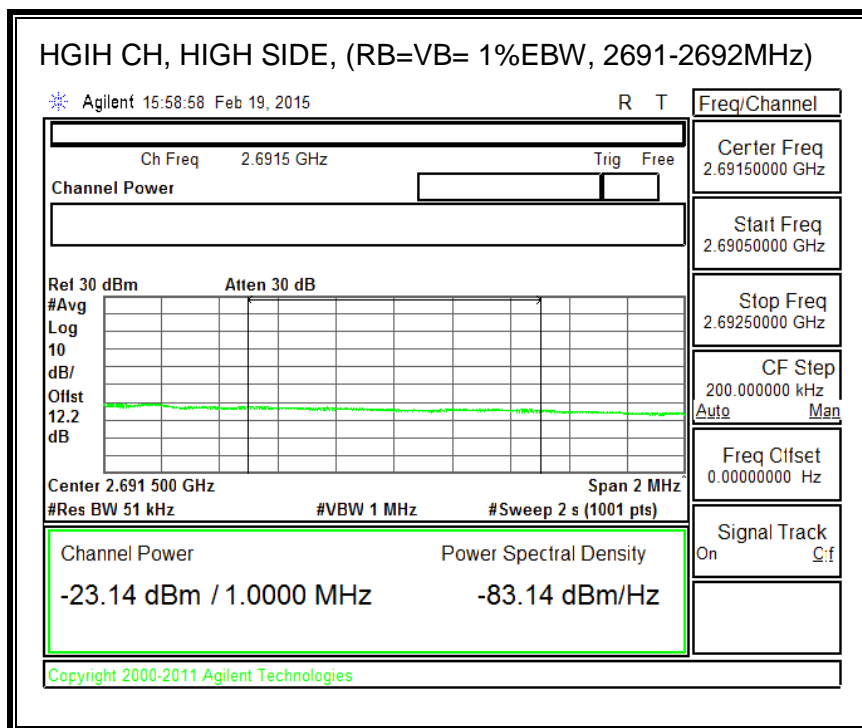 HGIH CH, HIGH SIDE, (RB=VB= 1%EBW, 2691-2692MHz)
Agilent 15:58:58 Feb 19, 2015 R T
Freq/Channel
Ch Freq 2.6915 GHz Trig Free
Channel Power
Center Freq
2.69150000 GHz
Start Freq
2.69050000 GHz
Stop Freq
2.69250000 GHz
CF Step
200.000000 kHz
Auto Man
Freq Offset
0.00000000 Hz
Signal Track
On Off
Ref 30 dBm Atten 30 dB
#Avg
Log
10
dB/
Offst
12.2
dB
Center 2.691 500 GHz Span 2 MHz
#Res BW 51 kHz #VBW 1 MHz #Sweep 2 s (1001 pts)
Channel Power Power Spectral Density
-23.14 dBm / 1.0000 MHz -83.14 dBm/Hz
Copyright 2000-2011 Agilent Technologies